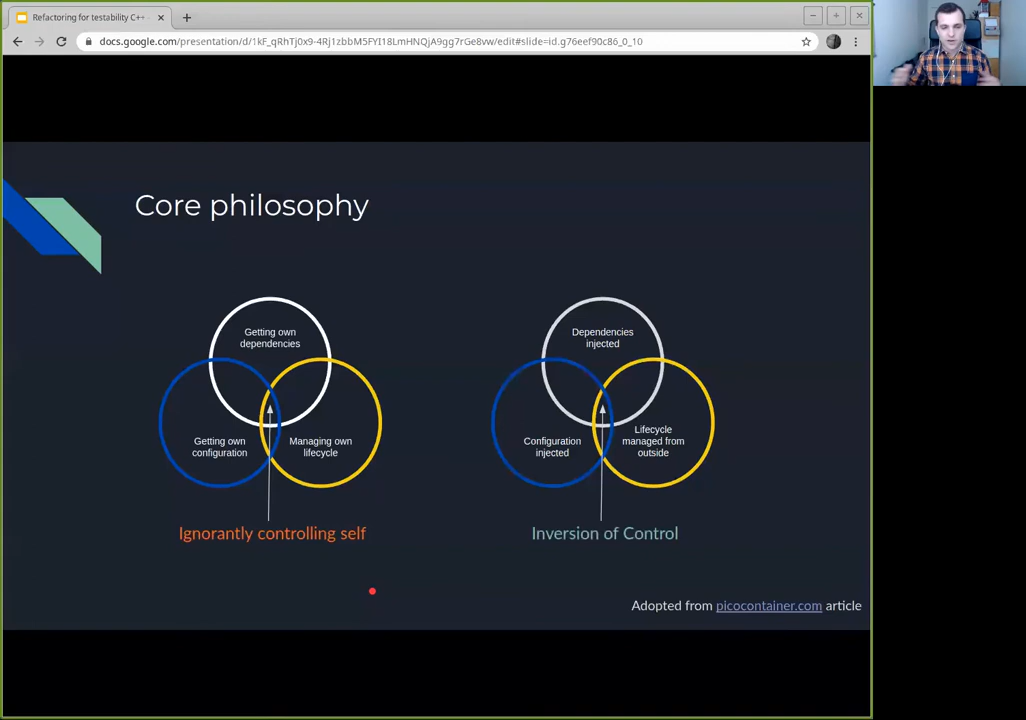 Refactoring for testability C++
docs.google.com/presentation/d/1kF_qRhTj0x9-4Rj1zbbM5FYI18LmHNQjA9gg7rGe8vw/edit#slide=id.g76eef90c86_0_10
Core philosophy
Getting own
dependencies
Getting own
configuration
Managing own
lifecycle
Ignorantly controlling self
Dependencies
injected
Configuration
injected
Lifecycle
managed from
outside
Inversion of Control
Adopted from picocontainer.com article